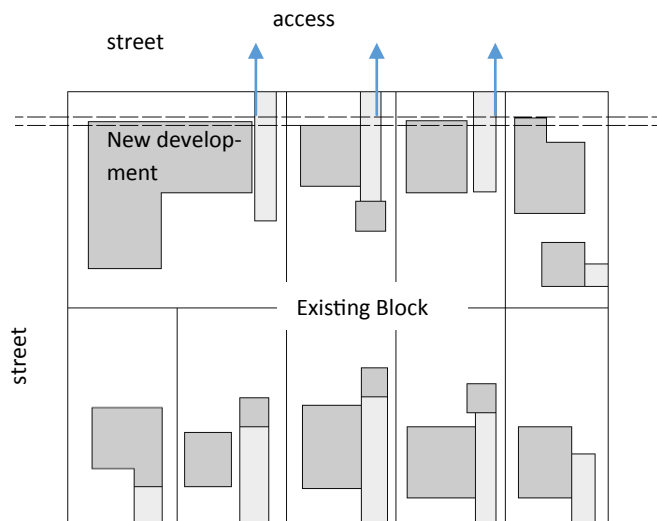 access
street
New develop-
ment
Existing Block
street